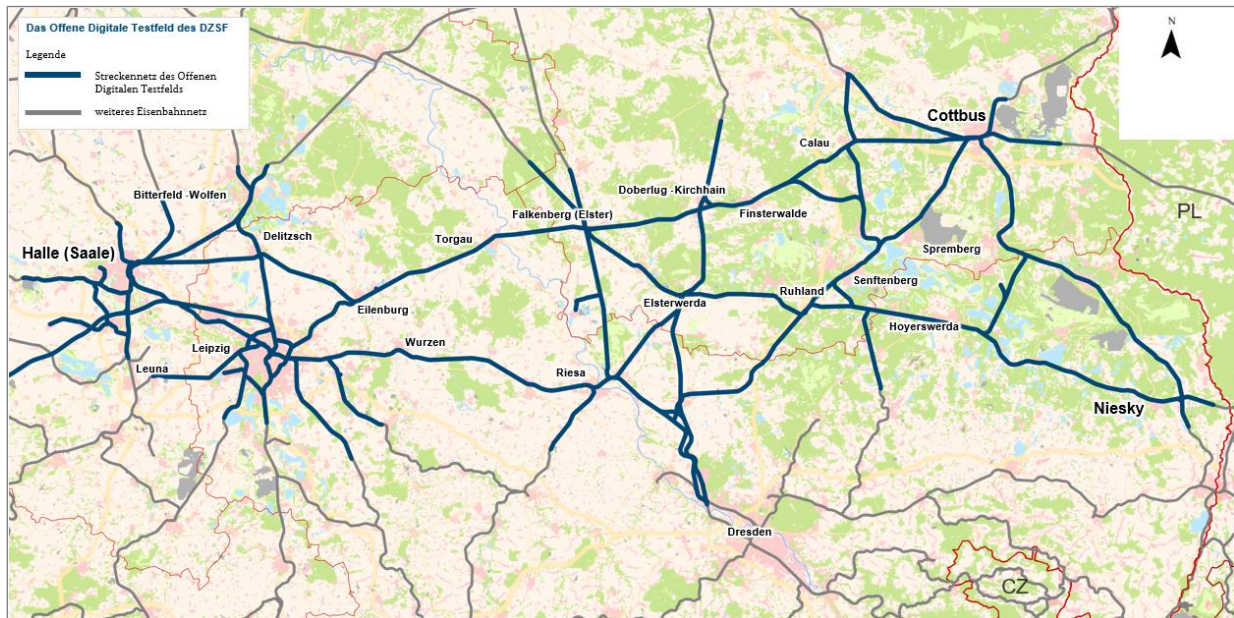 Das Offene Digitale Testfeld des DZSF
Legende
Streckennetz des Offenen
Digitalen Testfelds
weiteres Eisenbahnnetz
N
Cottbus
Calau
Bitterfeld -Wolfen
Doberlug -Kirchhain
PL
Falkenberg (Elster)
Finsterwalde
Delitzsch
Torgau
Halle (Saale)
Spremberg
Senftenberg
Ruhland
Elsterwerda
Eilenburg
Hoyerswerda
Wurzen
Leipzig
Leuna
Riesa
Niesky
Dresden
CZ